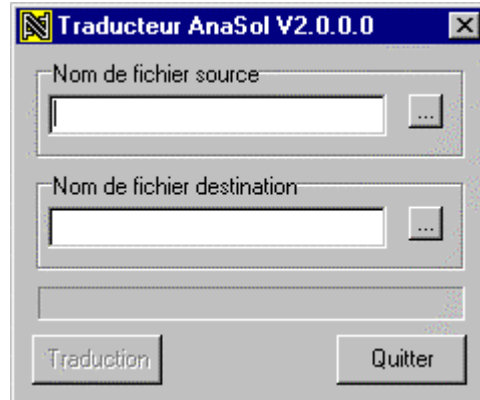 Traducteur AnaSol V2.0.0.0
Nom de fichier source
...
Nom de fichier destination
...
Traduction
Quitter